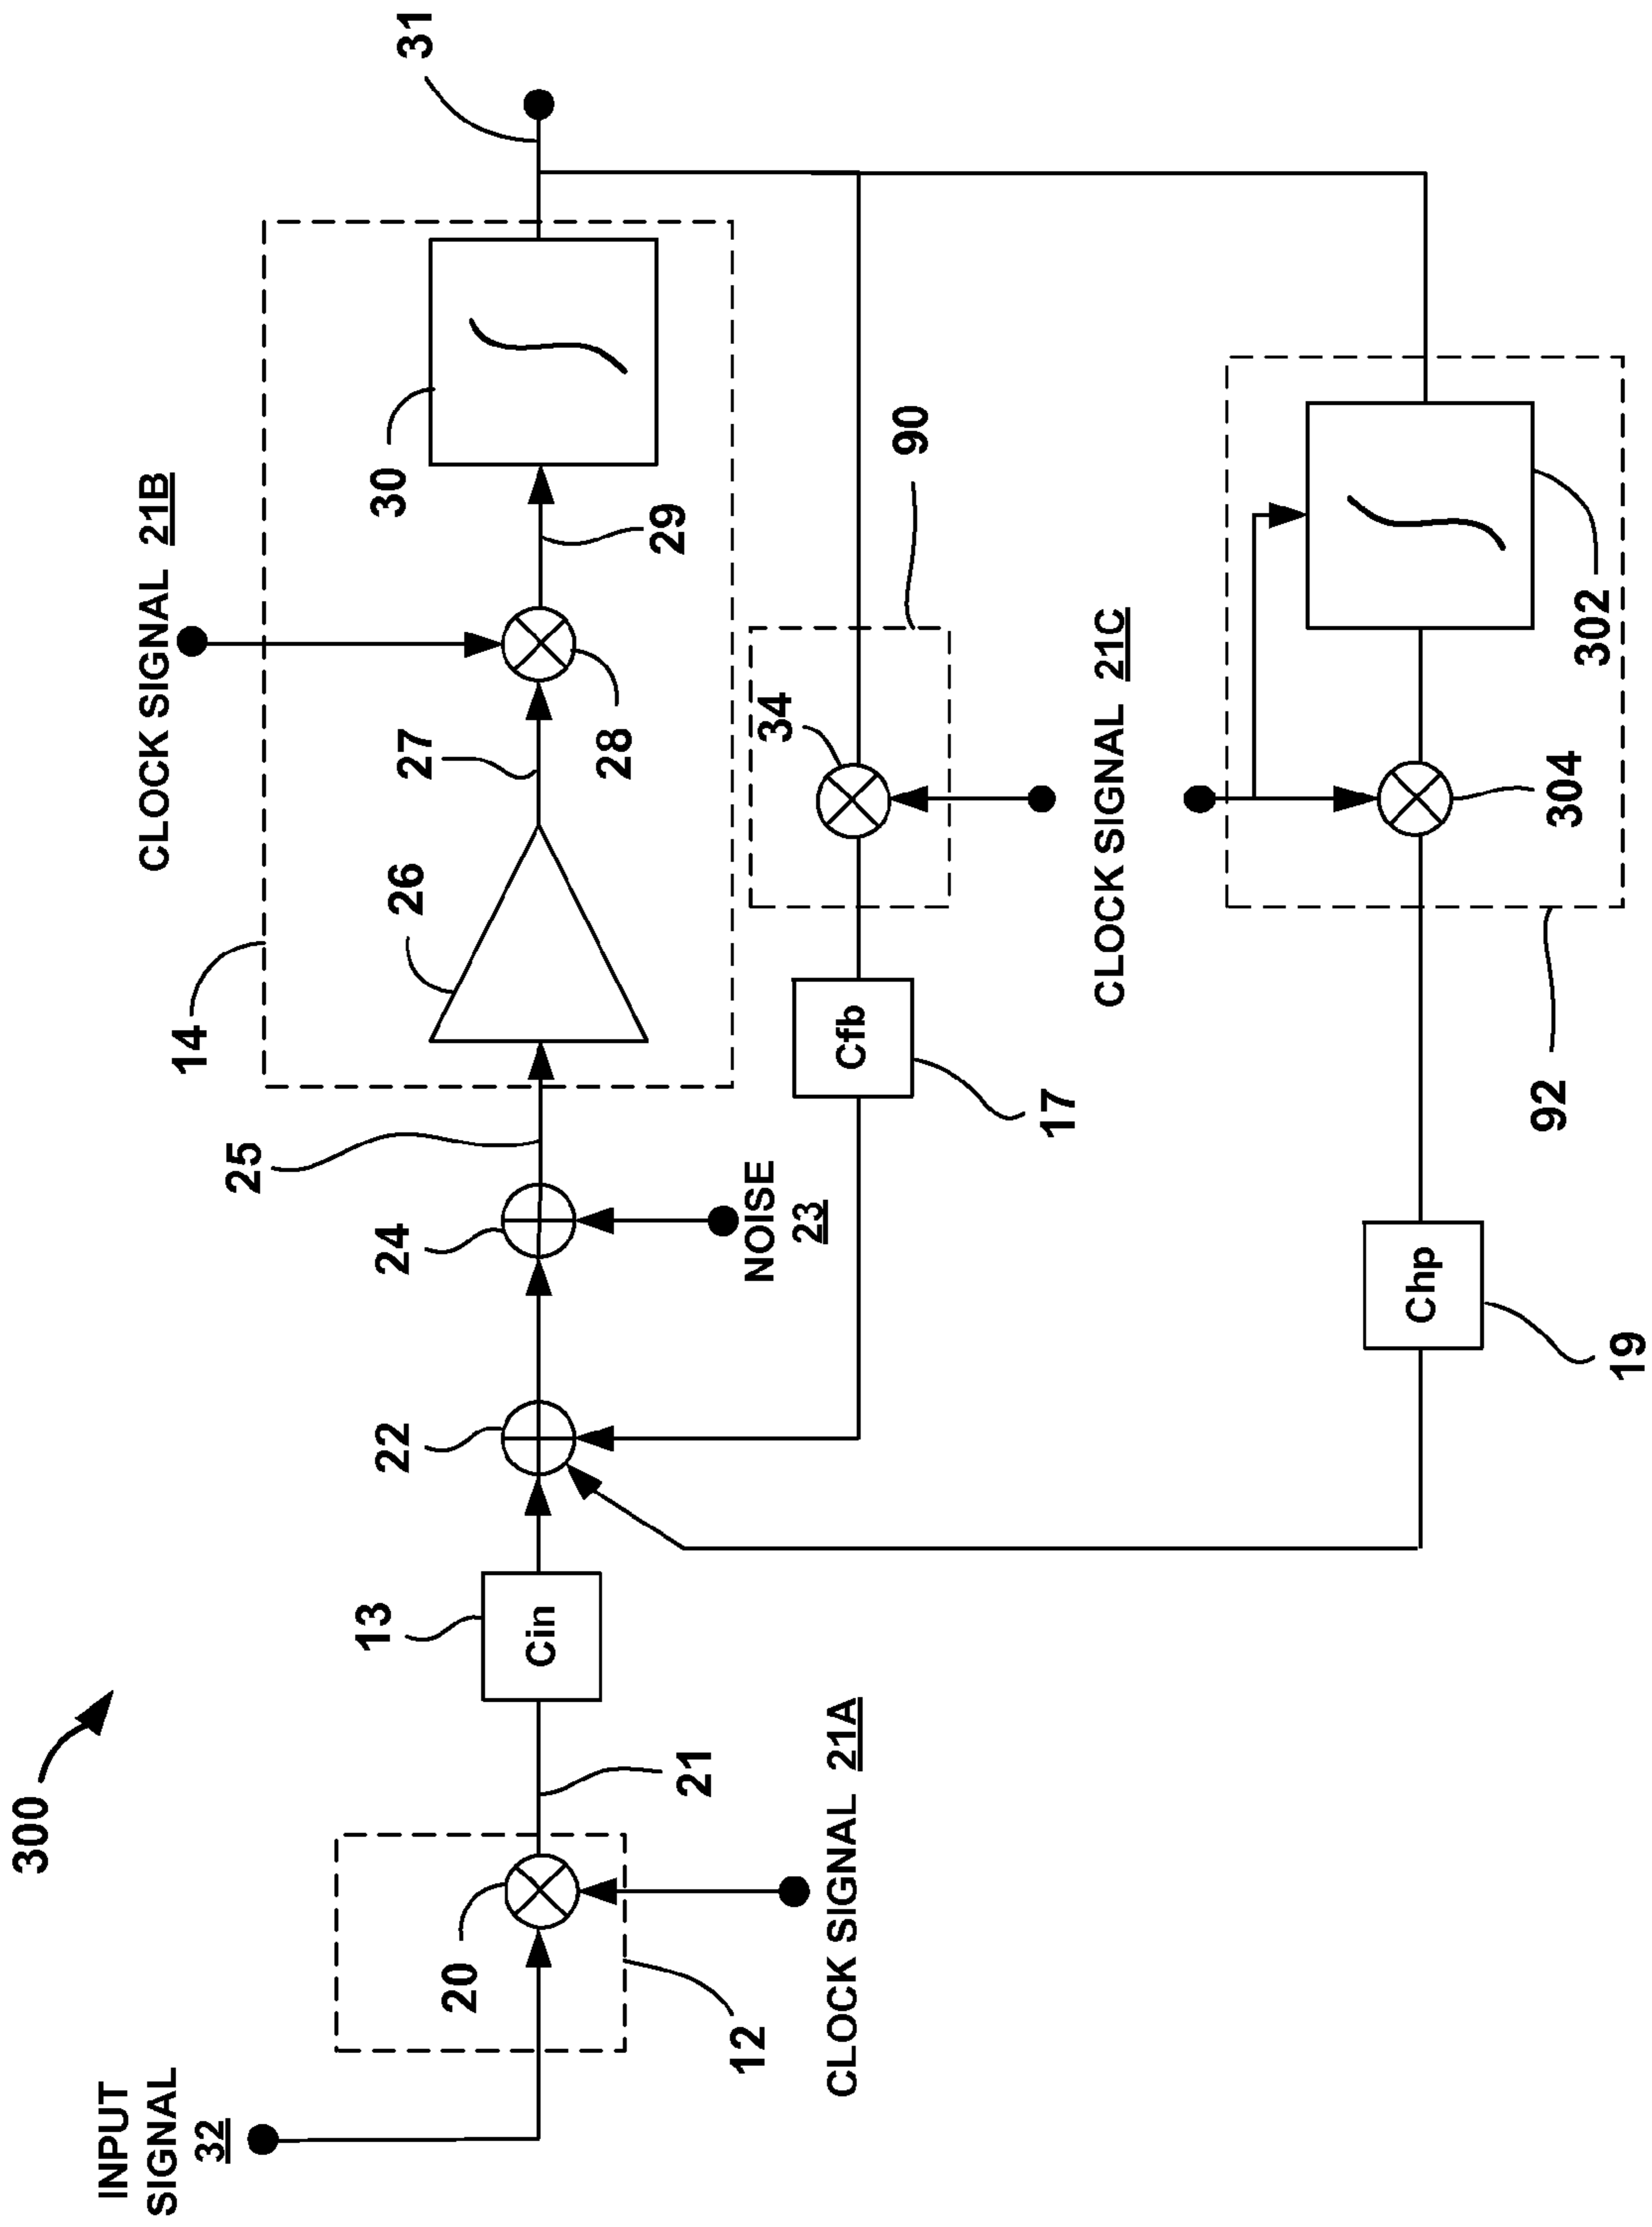 300
INPUT
SIGNAL
32
20
12
CLOCK SIGNAL 21A
21
13
Cin
22
24
NOISE
23
25
14
26
27
28
CLOCK SIGNAL 21B
29
30
31
Cfb
17
34
90
CLOCK SIGNAL 21C
Chp
19
92
304
302